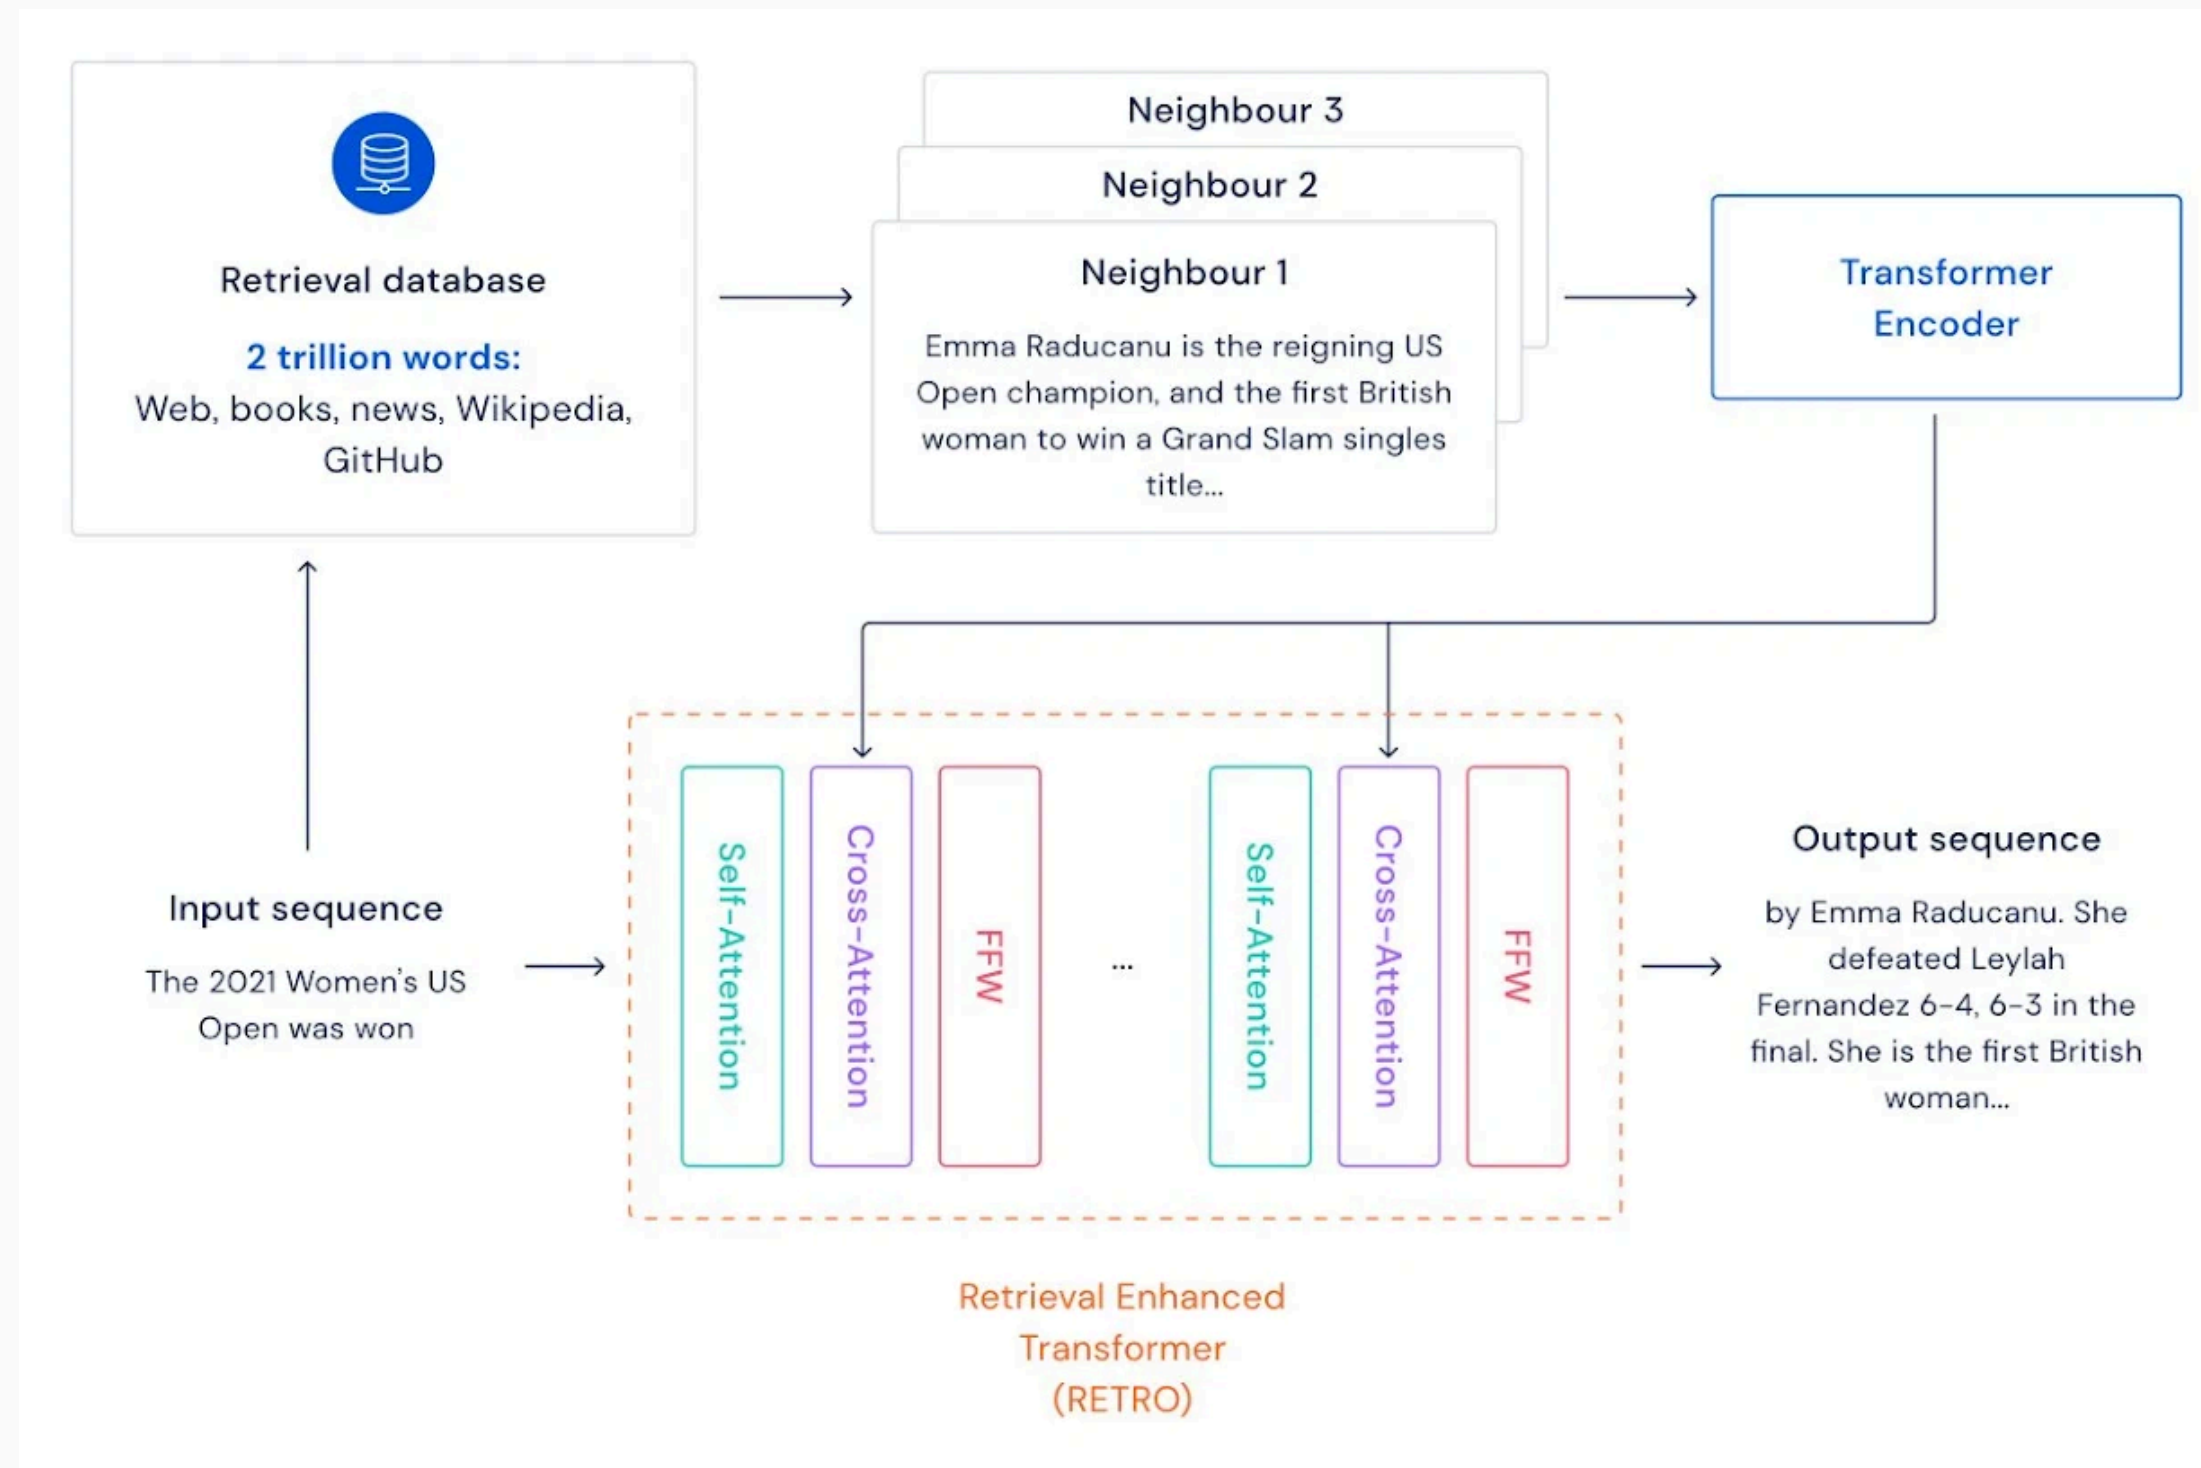 Retrieval database
2 trillion words:
Web, books, news, Wikipedia,
GitHub
Neighbour 3
Neighbour 2
Neighbour 1
Emma Raducanu is the reigning US
Open champion, and the first British
woman to win a Grand Slam singles
title...
Transformer
Encoder
Input sequence
The 2021 Women’s US
Open was won
Self-Attention
Cross-Attention
FFW
...
Self-Attention
Cross-Attention
FFW
Output sequence
by Emma Raducanu. She
defeated Leylah
Fernandez 6-4, 6-3 in the
final. She is the first British
woman...
Retrieval Enhanced
Transformer
(RETRO)